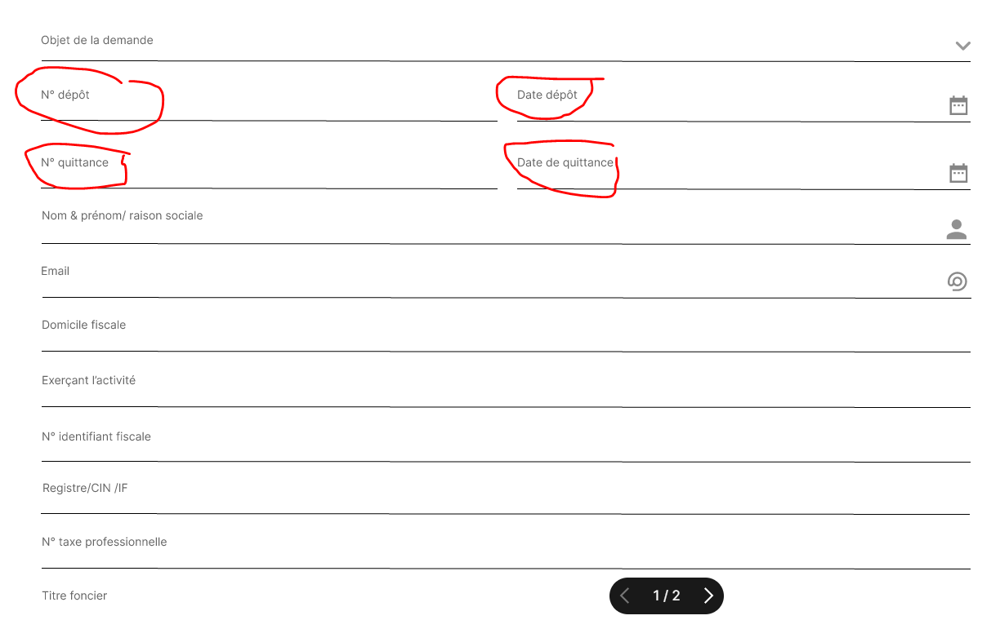 Objet de la demande
N° dépôt Date dépôt
N° quittance Date de quittance
Nom & prénom/ raison sociale
Email
Domicile fiscale
Exerçant l'activité
N° identifiant fiscale
Registre/CIN /IF
N° taxe professionnelle
Titre foncier
1 / 2